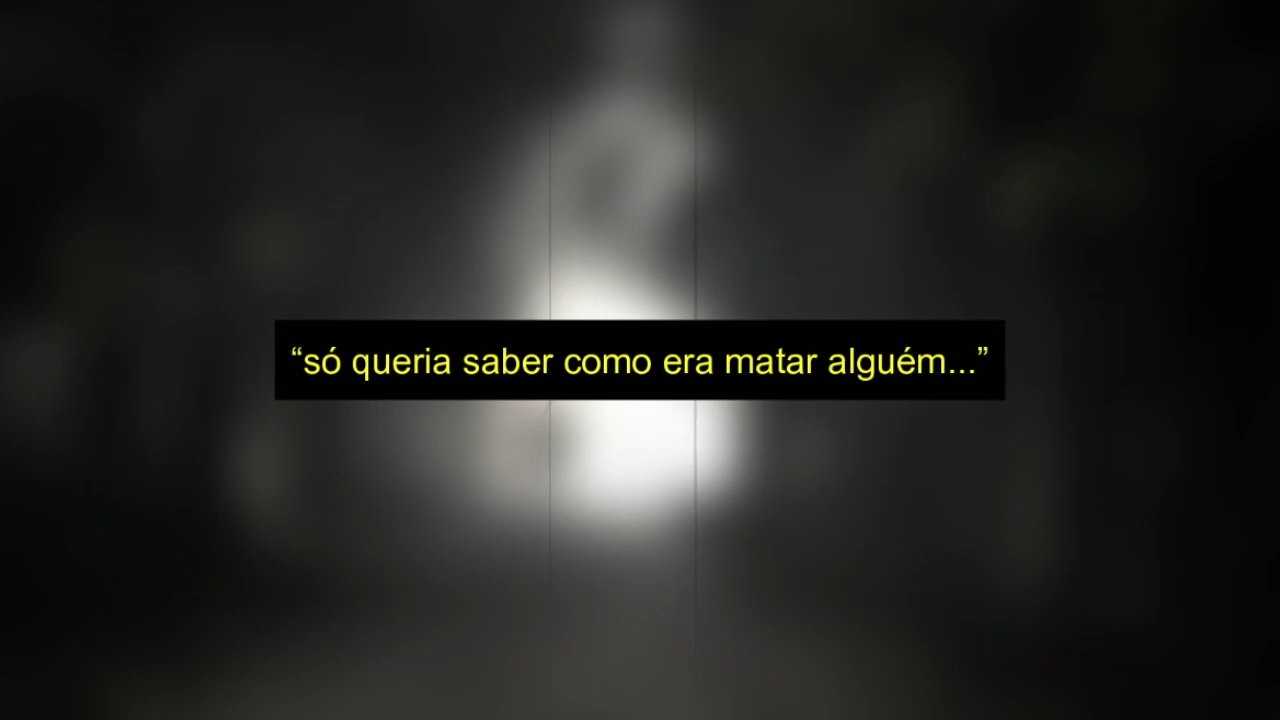 “só queria saber como era matar alguém...”